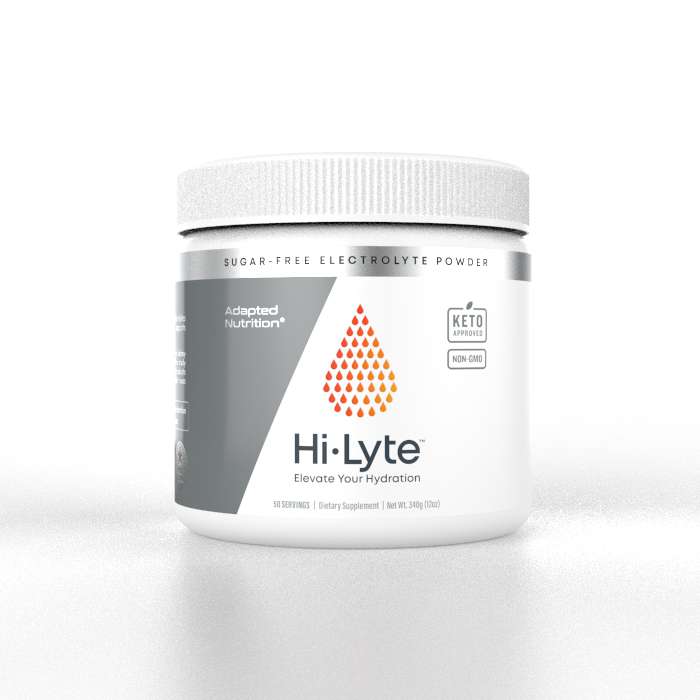 SUGAR-FREE ELECTROLYTE POWDER
Adapted
Nutrition®
KETO
APPROVED
NON-GMO
Hi·Lyte™
Elevate Your Hydration
50 SERVINGS | Dietary Supplement | Net Wt. 340g (12oz)